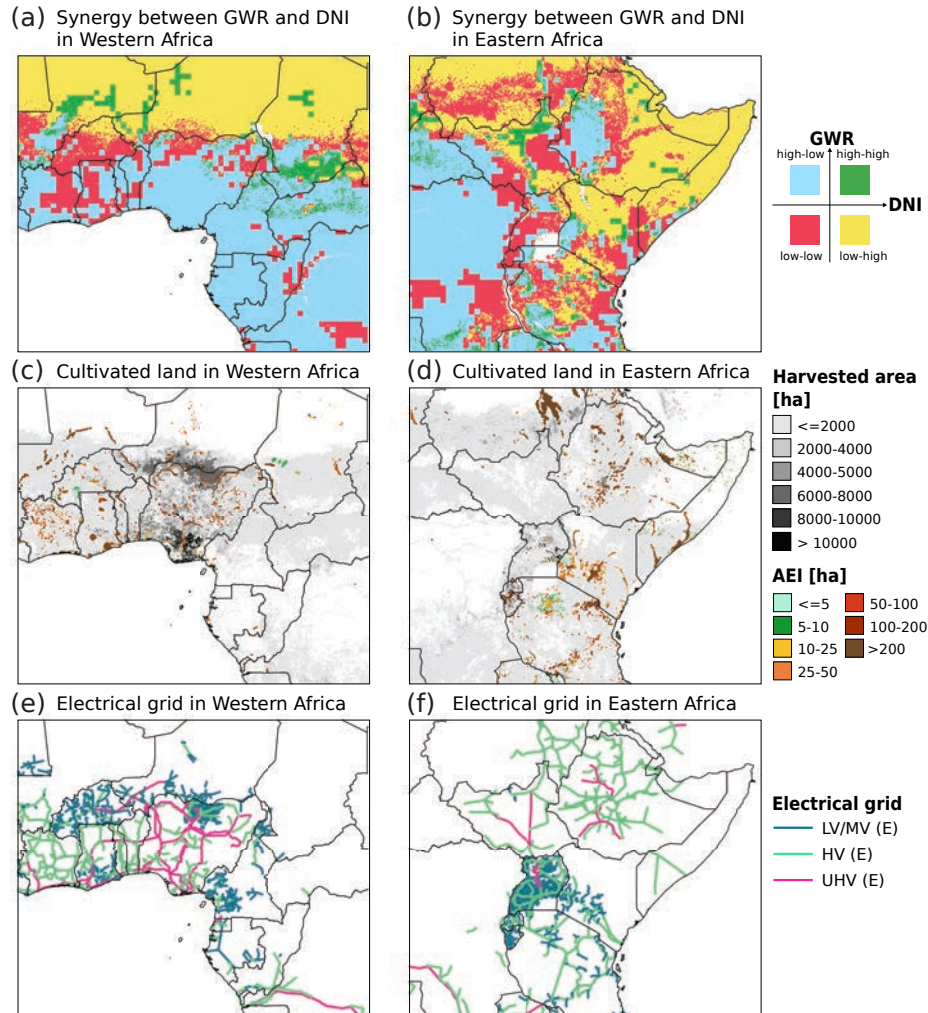 (a) Synergy between GWR and DNI
in Western Africa
(b) Synergy between GWR and DNI
in Eastern Africa
GWR
high-low high-high
DNI
low-low low-high
(c) Cultivated land in Western Africa
(d) Cultivated land in Eastern Africa
Harvested area
[ha]
<=2000
2000-4000
4000-5000
6000-8000
8000-10000
> 10000
AEI [ha]
<=5 50-100
5-10 100-200
10-25 >200
25-50
(e) Electrical grid in Western Africa
(f) Electrical grid in Eastern Africa
Electrical grid
LV/MV (E)
HV (E)
UHV (E)